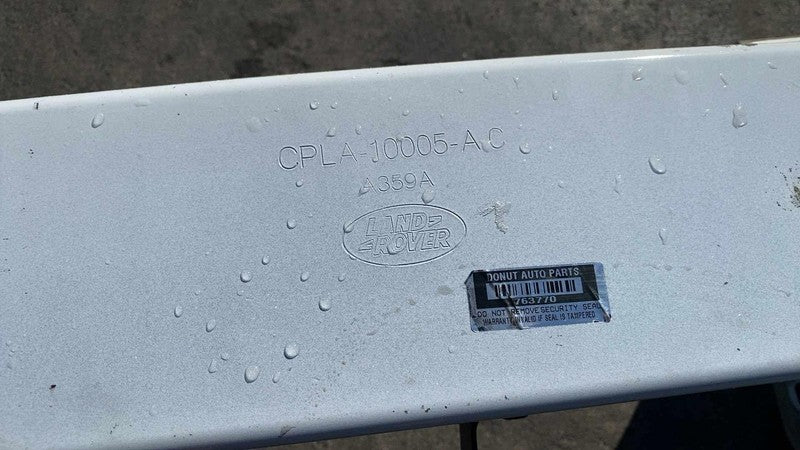 CPLA-10005-AC
A359A
LAND
ROVER
DONUT AUTO PARTS
763770
DO NOT REMOVE SECURITY SEAL
WARRANTY INVALID IF SEAL IS TAMPERED